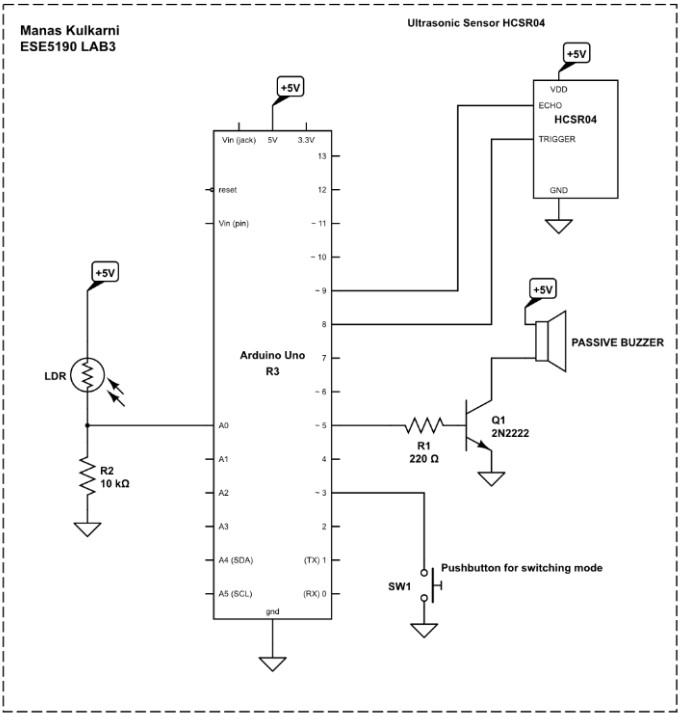 Manas Kulkarni
ESE5190 LAB3
Ultrasonic Sensor HCSR04
+5V
VDD
ECHO
HCSR04
TRIGGER
GND
+5V
Vin (jack)
5V
3.3V
13
reset
12
Vin (pin)
~ 11
~ 10
~ 9
8
Arduino Uno
R3
7
~ 6
A0
~ 5
A1
4
A2
~ 3
A3
2
A4 (SDA)
(TX) 1
A5 (SCL)
(RX) 0
gnd
+5V
LDR
R2
10 kΩ
+5V
PASSIVE BUZZER
Q1
2N2222
R1
220 Ω
Pushbutton for switching mode
SW1